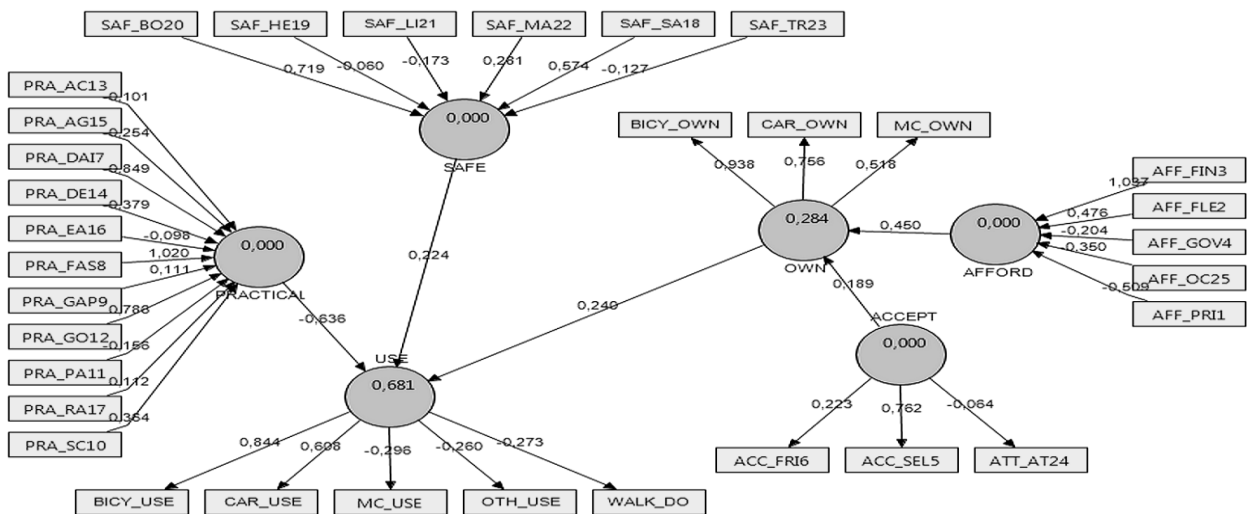 SAF_BO20 SAF_HE19 SAF_LI21 SAF_MA22 SAF_SA18 SAF_TR23
0,719 -0,060 -0,173 0,281 0,574 -0,127
0,000
SAFE
PRA_AC13
PRA_AG15
PRA_DAI7
PRA_DE14
PRA_EA16
PRA_FAS8
PRA_GAP9
PRA_GO12
PRA_PA11
PRA_RA17
PRA_SC10
-0,101
-0,254
-0,849
0,379
-0,098
1,020
0,111
0,786
-0,156
0,112
0,364
0,000
PRACTICAL
0,224
-0,636
BICY_OWN CAR_OWN MC_OWN
0,938 0,756 0,518
0,284
OWN
0,450
0,000
AFFORD
1,037
0,476
-0,204
-0,350
-0,509
AFF_FIN3
AFF_FLE2
AFF_GOV4
AFF_OC25
AFF_PRI1
0,240
0,189
ACCEPT
0,000
0,223 0,762 -0,064
ACC_FRI6 ACC_SEL5 ATT_AT24
USE
0,681
0,844 0,608 -0,296 -0,260 -0,273
BICY_USE CAR_USE MC_USE OTH_USE WALK_DO